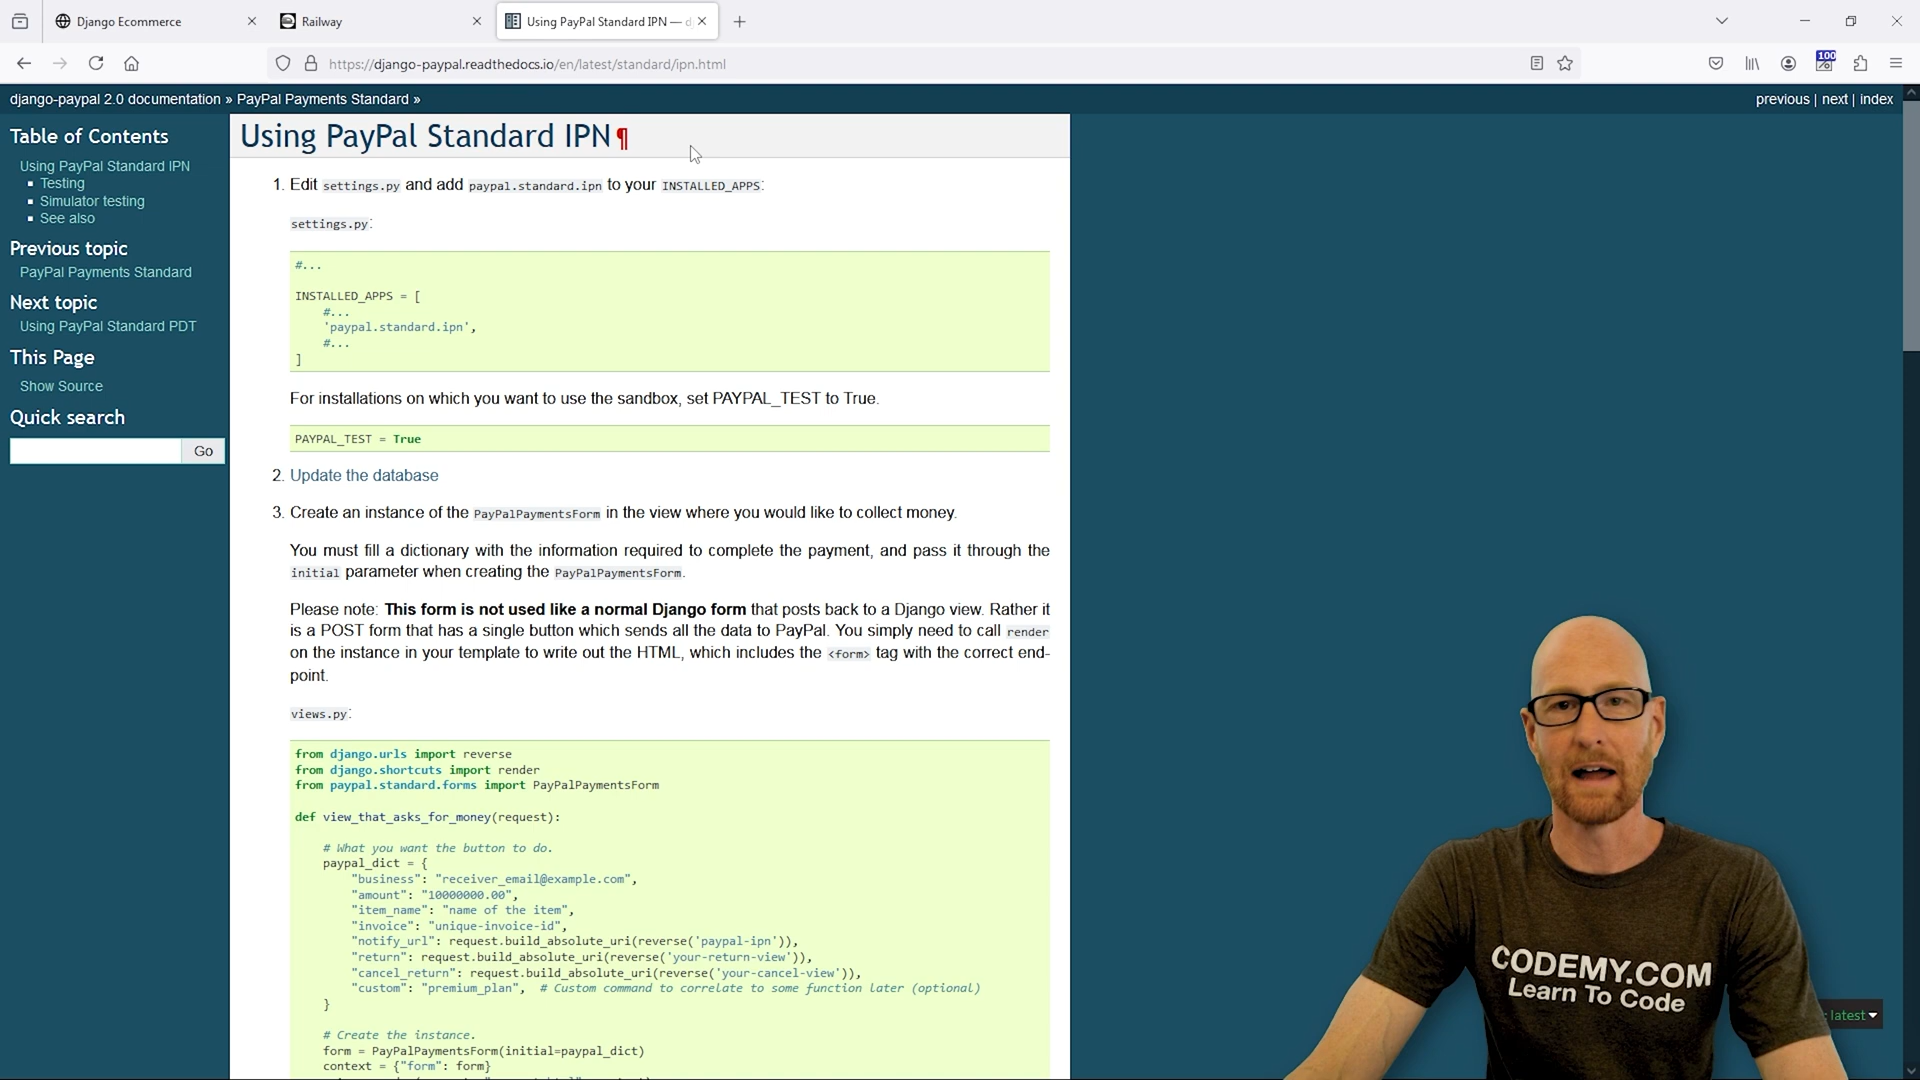 Django Ecommerce
Railway
Using PayPal Standard IPN — d
https://django-paypal.readthedocs.io/en/latest/standard/ipn.html
100
django-paypal 2.0 documentation » PayPal Payments Standard »
previous | next | index
Table of Contents
Using PayPal Standard IPN
Testing
Simulator testing
See also
Previous topic
PayPal Payments Standard
Next topic
Using PayPal Standard PDT
This Page
Show Source
Quick search
Go
Using PayPal Standard IPN¶
1. Edit settings.py and add paypal.standard.ipn to your INSTALLED_APPS:
settings.py:
#...
INSTALLED_APPS = [
#...
'paypal.standard.ipn',
#...
]
For installations on which you want to use the sandbox, set PAYPAL_TEST to True.
PAYPAL_TEST = True
2. Update the database
3. Create an instance of the PayPalPaymentsForm in the view where you would like to collect money.
You must fill a dictionary with the information required to complete the payment, and pass it through the
initial parameter when creating the PayPalPaymentsForm.
Please note: This form is not used like a normal Django form that posts back to a Django view. Rather it
is a POST form that has a single button which sends all the data to PayPal. You simply need to call render
on the instance in your template to write out the HTML, which includes the <form> tag with the correct end-
point.
views.py:
from django.urls import reverse
from django.shortcuts import render
from paypal.standard.forms import PayPalPaymentsForm
def view_that_asks_for_money(request):
# What you want the button to do.
paypal_dict = {
"business": "receiver_email@example.com",
"amount": "10000000.00",
"item_name": "name of the item",
"invoice": "unique-invoice-id",
"notify_url": request.build_absolute_uri(reverse('paypal-ipn')),
"return": request.build_absolute_uri(reverse('your-return-view')),
"cancel_return": request.build_absolute_uri(reverse('your-cancel-view')),
"custom": "premium_plan", # Custom command to correlate to some function later (optional)
}
# Create the instance.
form = PayPalPaymentsForm(initial=paypal_dict)
context = {"form": form}
CODEMY.COM
Learn To Code
: latest